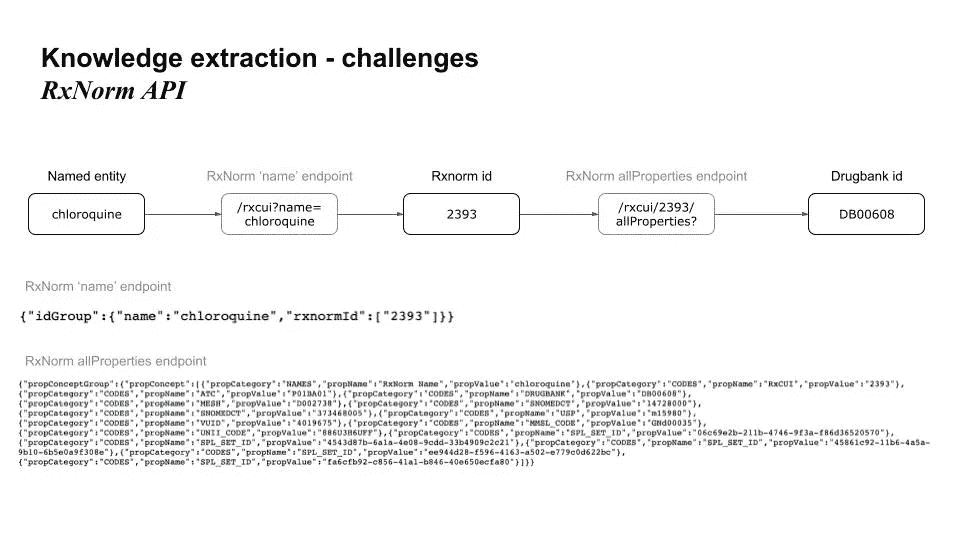 Knowledge extraction - challenges
RxNorm API
Named entity
RxNorm ‘name’ endpoint
Rxnorm id
RxNorm allProperties endpoint
Drugbank id
chloroquine
/rxcui?name=
chloroquine
2393
/rxcui/2393/
allProperties?
DB00608
RxNorm ‘name’ endpoint
{"idGroup":{"name":"chloroquine","rxnormId":["2393"]}}
RxNorm allProperties endpoint
{"propConceptGroup":{"propConcept":[{"propCategory":"NAMES","propName":"RxNorm Name","propValue":"chloroquine"},{"propCategory":"CODES","propName":"RxCUI","propValue":"2393"},
{"propCategory":"CODES","propName":"ATC","propValue":"P01BA01"},{"propCategory":"CODES","propName":"DRUGBANK","propValue":"DB00608"},
{"propCategory":"CODES","propName":"MESH","propValue":"D002738"},{"propCategory":"CODES","propName":"SNOMEDCT","propValue":"14728000"},
{"propCategory":"CODES","propName":"SNOMEDCT","propValue":"373468005"},{"propCategory":"CODES","propName":"USP","propValue":"m15980"},
{"propCategory":"CODES","propName":"VUID","propValue":"4019675"},{"propCategory":"CODES","propName":"MMSL_CODE","propValue":"GNd00035"},
{"propCategory":"CODES","propName":"UNII_CODE","propValue":"886U3H6UFF"},{"propCategory":"CODES","propName":"SPL_SET_ID","propValue":"06c69e2b-211b-4746-9f3a-f86d36520570"},
{"propCategory":"CODES","propName":"SPL_SET_ID","propValue":"4543d87b-6a1a-4e08-9cdd-33b4909c2c21"},{"propCategory":"CODES","propName":"SPL_SET_ID","propValue":"45861c92-11b6-4a5a-
9b10-6b5e0a9f308e"},{"propCategory":"CODES","propName":"SPL_SET_ID","propValue":"ee944d28-f596-4163-a502-e779c0d622bc"},
{"propCategory":"CODES","propName":"SPL_SET_ID","propValue":"fa6cfb92-c856-41a1-b846-40e650ecfa80"}]}}